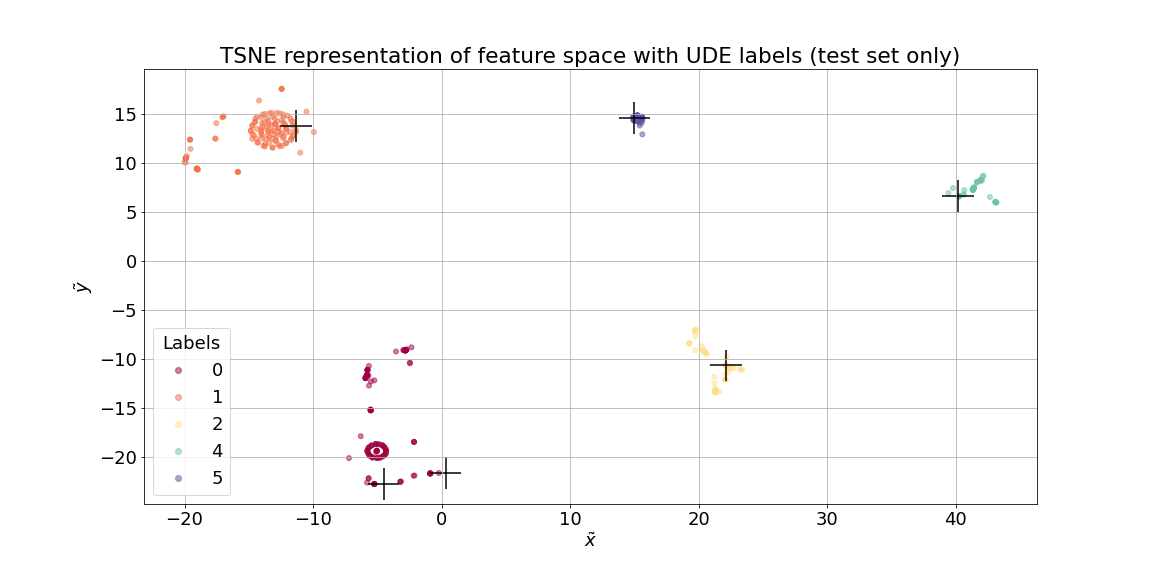 TSNE representation of feature space with UDE labels (test set only)
15
10
5
0
−5
−10
−15
−20
ỹ
Labels
0
1
2
4
5
−20 −10 0 10 20 30 40
x̃